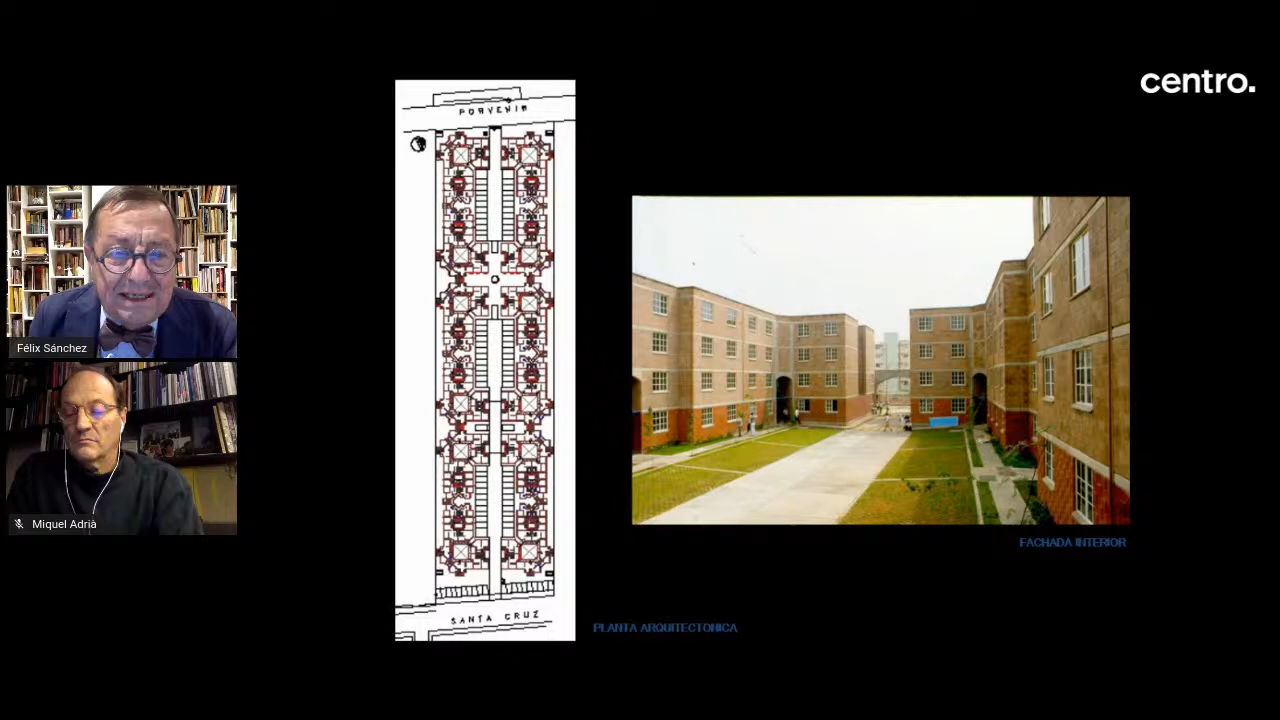 centro.
PORVENIR
Félix Sánchez
Miquel Adrià
FACHADA INTERIOR
SANTA CRUZ
PLANTA ARQUITECTONICA